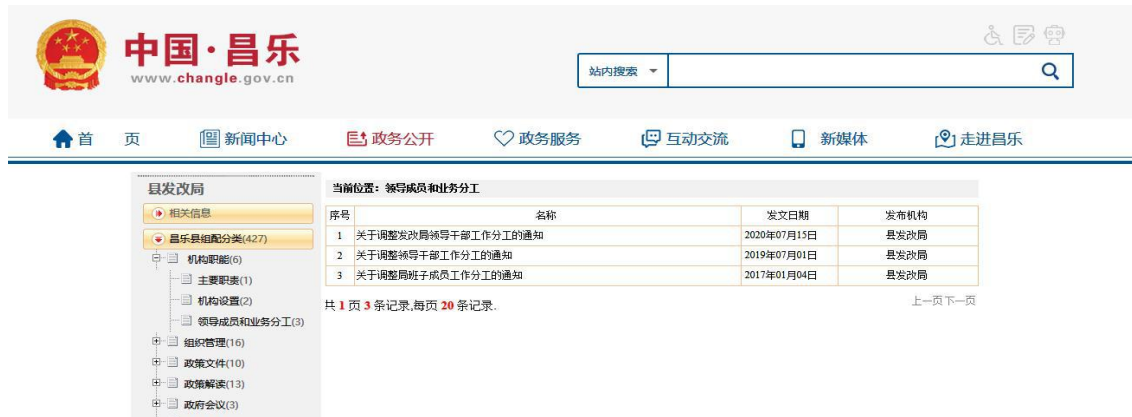 中国·昌乐
www.changle.gov.cn
站内搜索
首 页 新闻中心 政务公开 政务服务 互动交流 新媒体 走进昌乐
县发改局
相关信息
昌乐县组配分类(427)
机构职能(6)
主要职责(1)
机构设置(2)
领导成员和业务分工(3)
组织管理(16)
政策文件(10)
政策解读(13)
政府会议(3)
当前位置：领导成员和业务分工
序号 名称 发文日期 发布机构
1 关于调整发改局领导干部工作分工的通知 2020年07月15日 县发改局
2 关于调整领导干部工作分工的通知 2019年07月01日 县发改局
3 关于调整局班子成员工作分工的通知 2017年01月04日 县发改局
共 1 页 3 条记录,每页 20 条记录. 上一页下一页